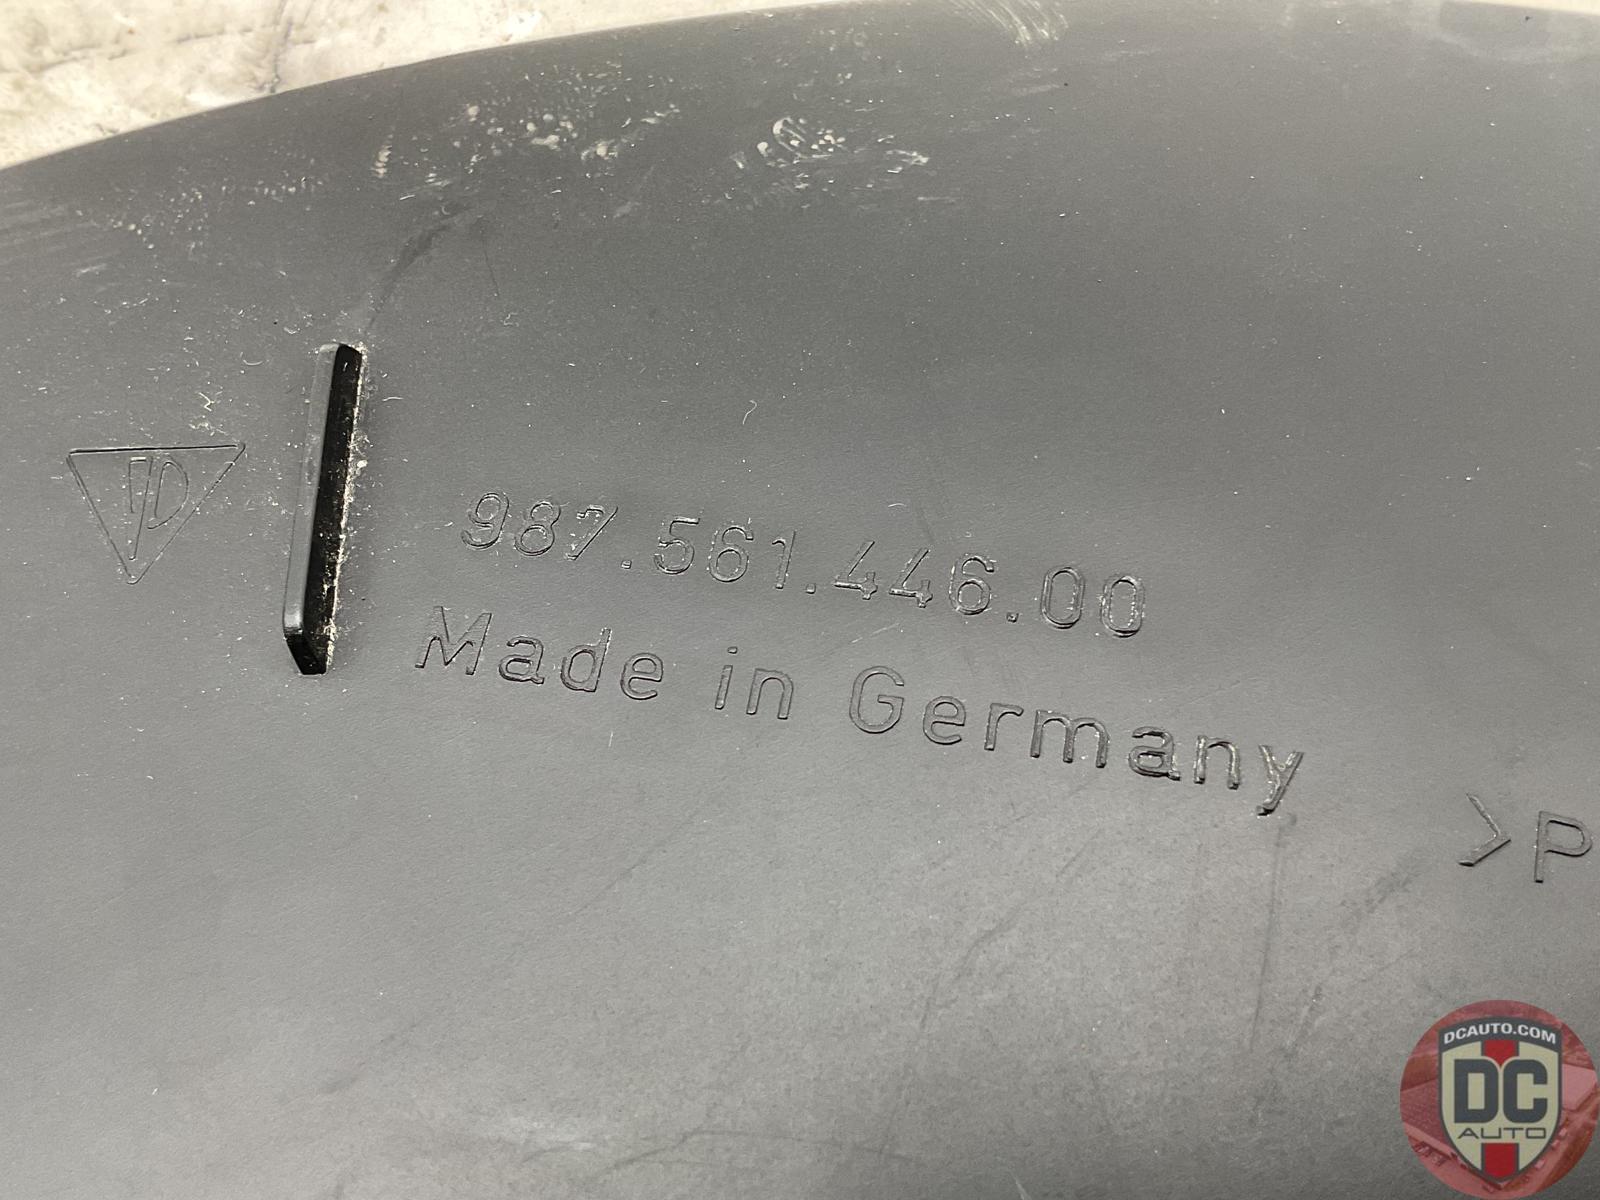 987.561.446.00
Made in Germany
>P
DCAUTO.COM
DC
AUTO